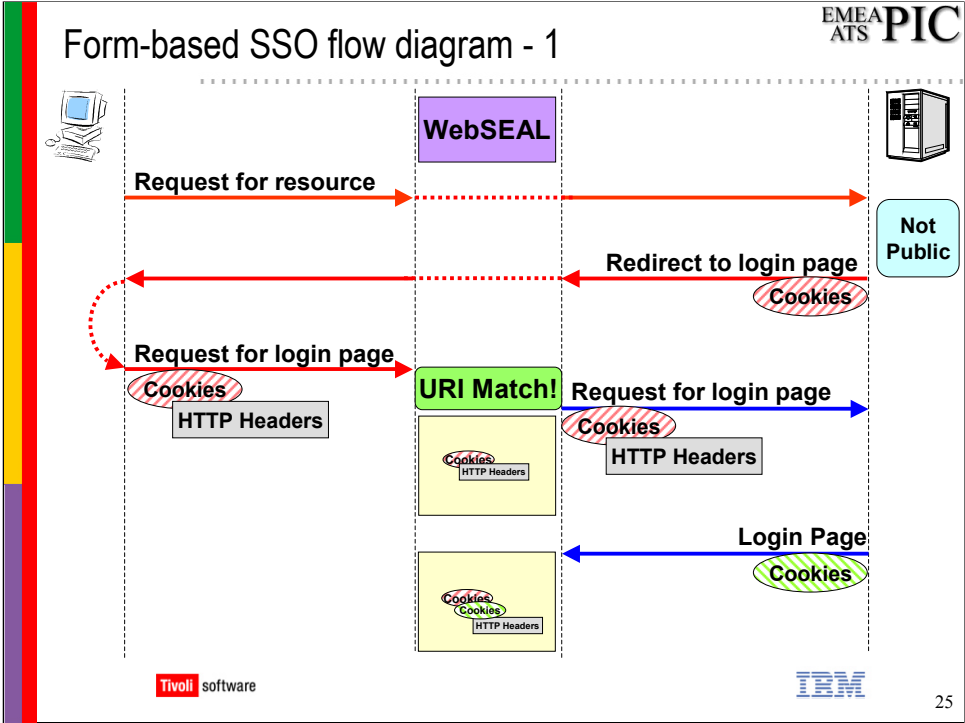 Form-based SSO flow diagram - 1
EMEA
ATS PIC
WebSEAL
Request for resource
Not
Public
Redirect to login page
Cookies
Request for login page
Cookies
HTTP Headers
URI Match!
Request for login page
Cookies
HTTP Headers
Cookies
HTTP Headers
Login Page
Cookies
Cookies
Cookies
HTTP Headers
Tivoli software
IBM
25